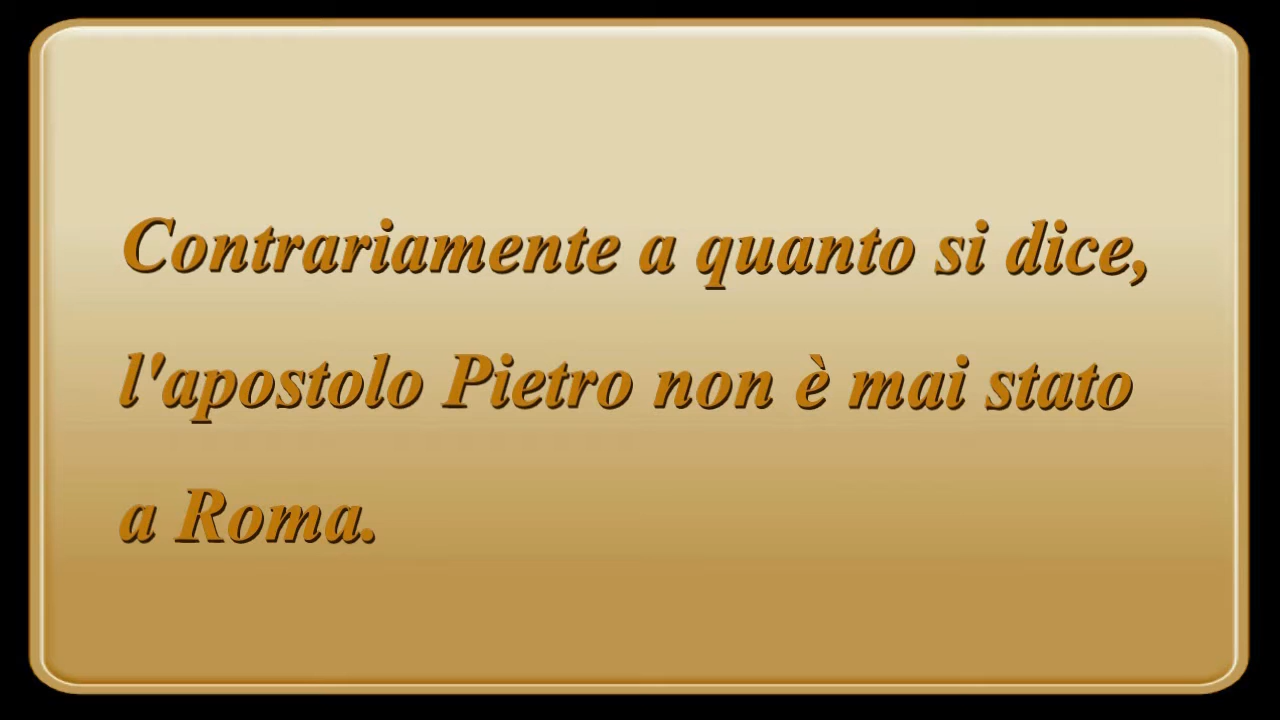 Contrariamente a quanto si dice,
l'apostolo Pietro non è mai stato
a Roma.